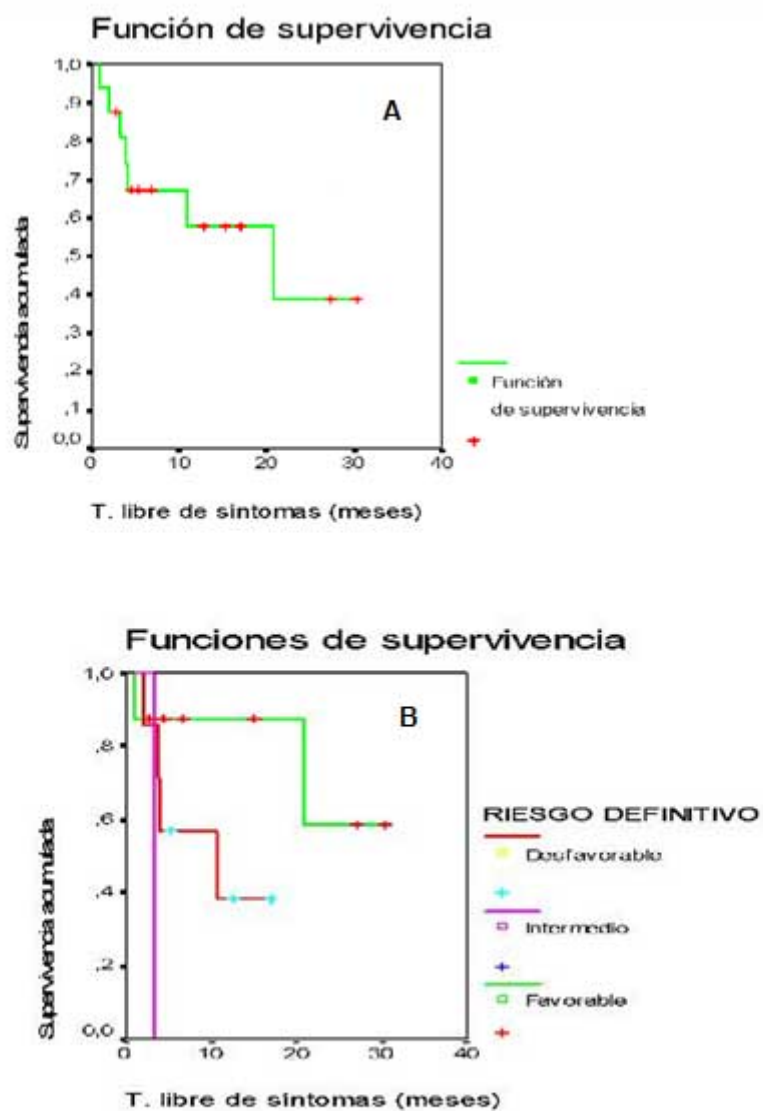 Función de supervivencia
A
1,0
,9
,8
,7
,6
,5
,4
,3
,2
,1
0,0
Supervivencia acumulada
0 10 20 30 40
T. libre de síntomas (meses)
Función
de supervivencia
Funciones de supervivencia
B
1,0
,8
,6
,4
,2
0,0
Supervivencia acumulada
0 10 20 30 40
T. libre de síntomas (meses)
RIESGO DEFINITIVO
Desfavorable
Intermedio
Favorable